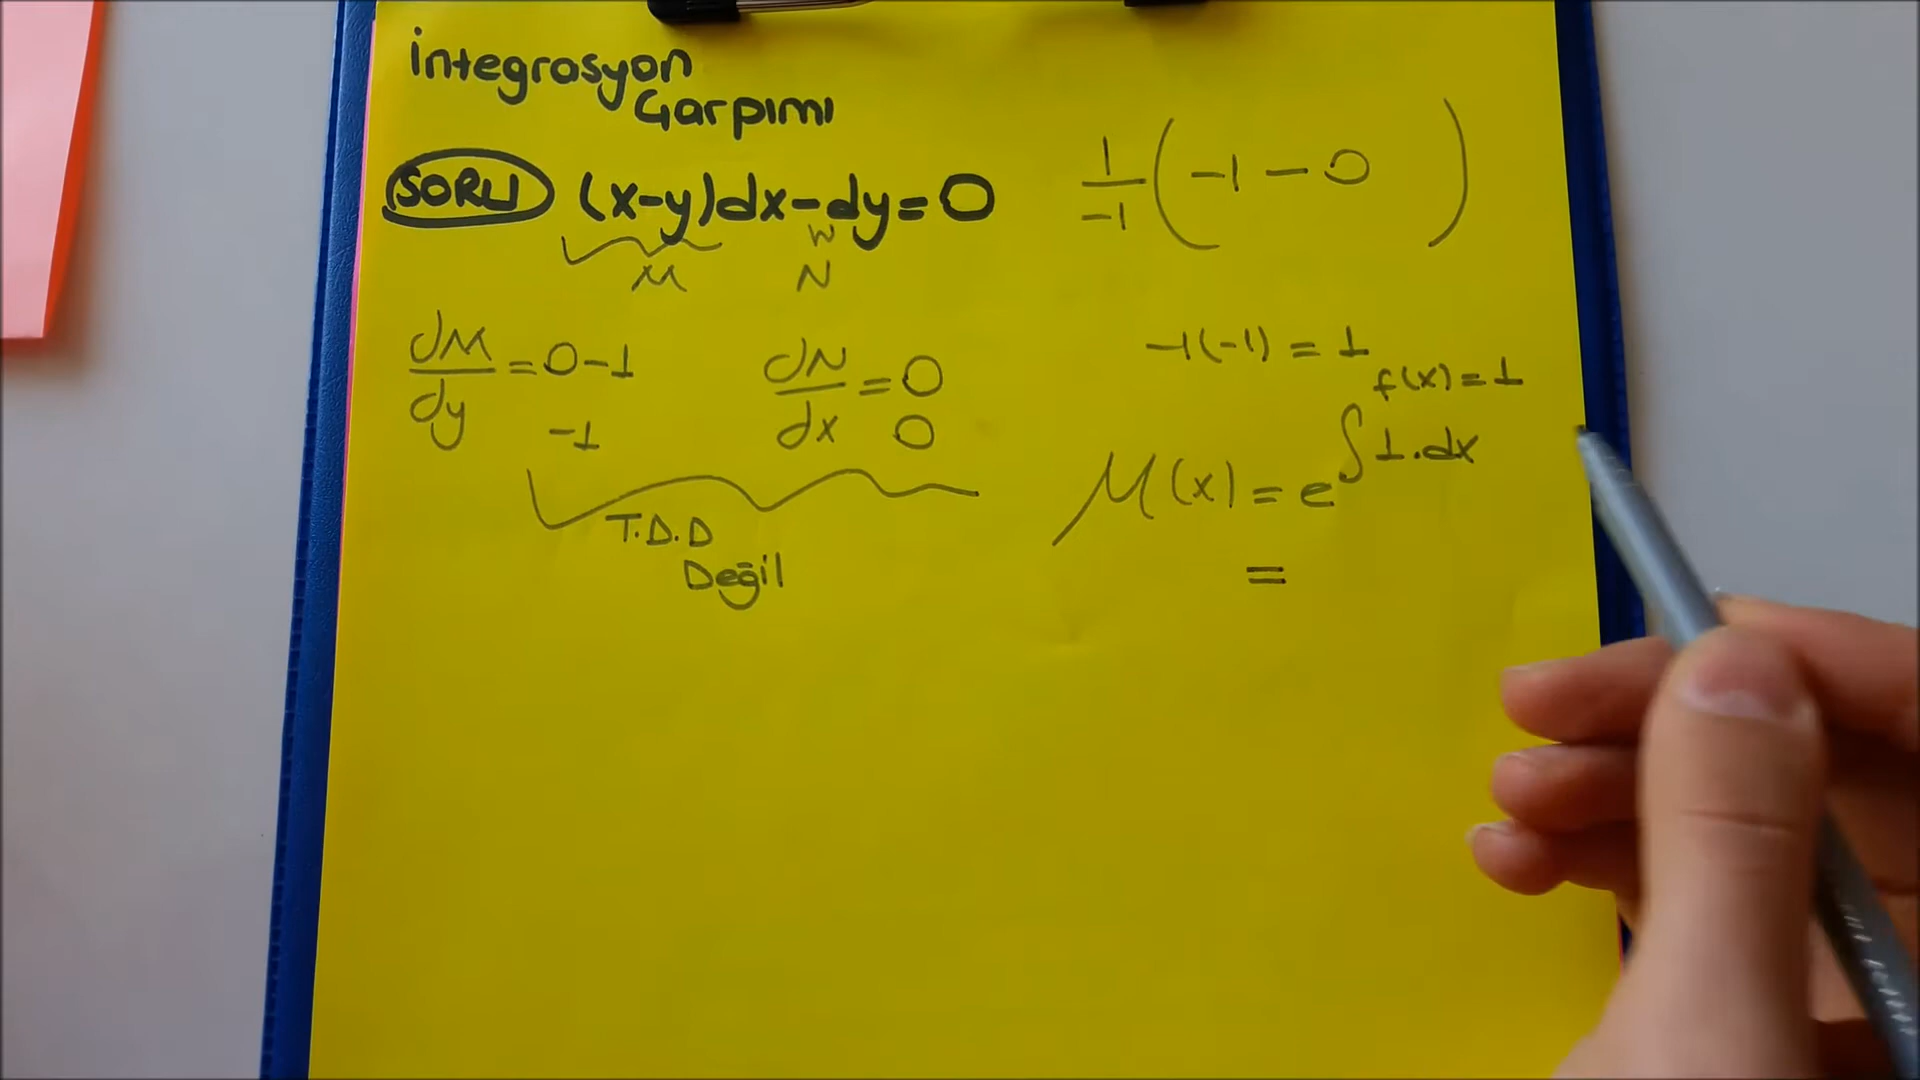 İntegrasyon
Çarpımı
SORU (x-y)dx-dy=0
M N
dM/dy = 0-1
-1
dN/dx = 0
0
T.D.D
Değil
1/-1 (-1-0)
-1(-1) = 1
f(x)=1
μ(x) = e^∫1.dx
=